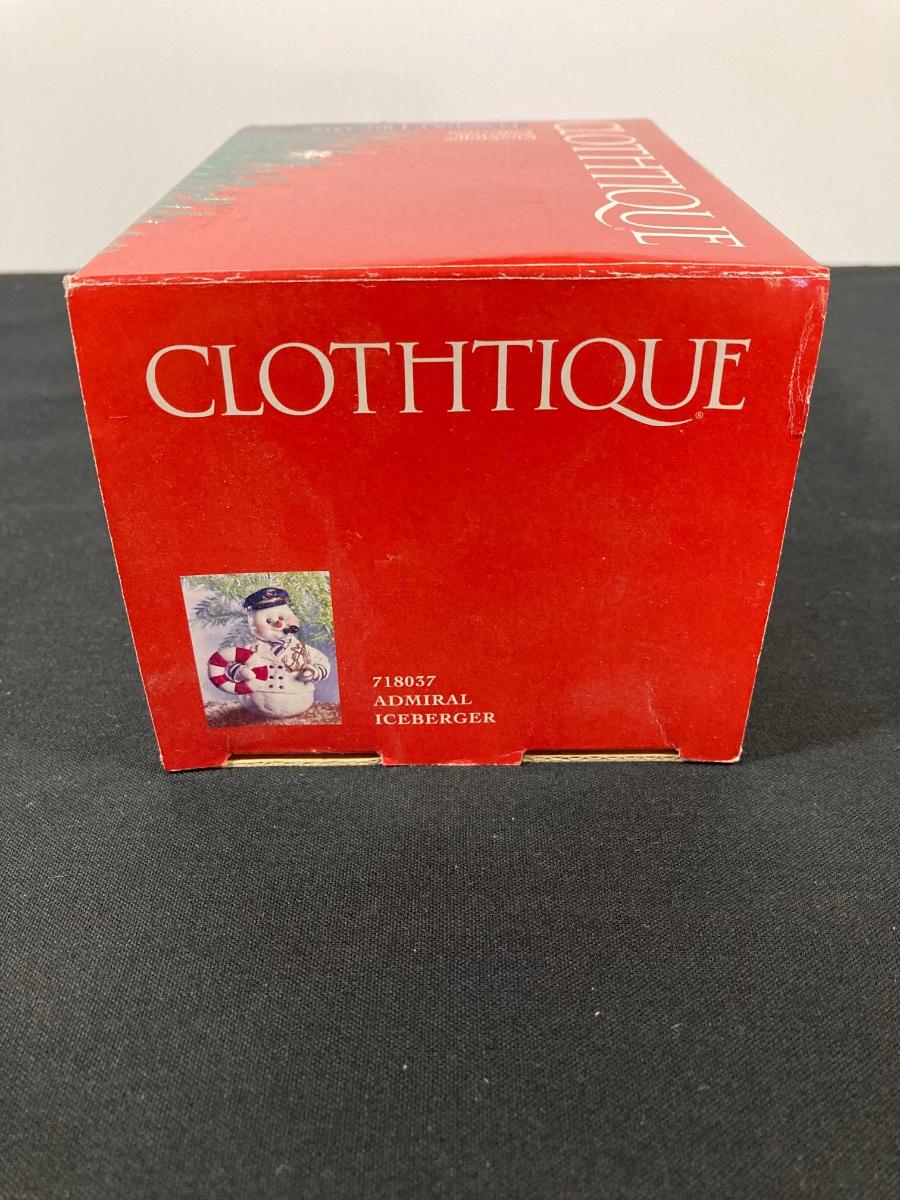 CLOTHTIQUE
CLOTHTIQUE®
718037
ADMIRAL
ICEBERGER